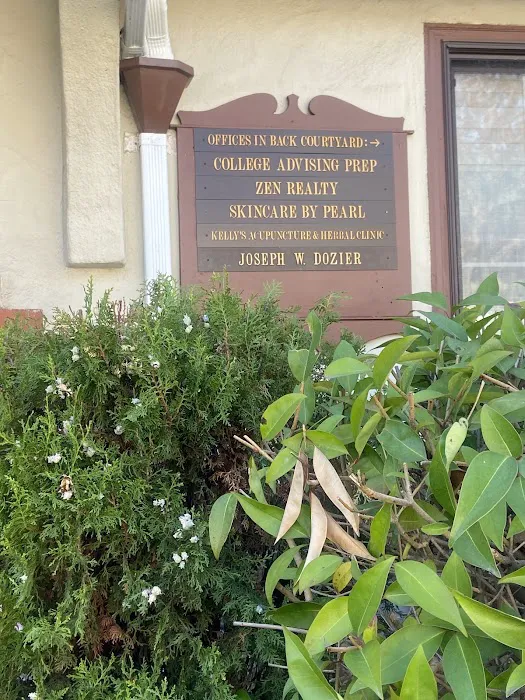 OFFICES IN BACK COURTYARD: →
COLLEGE ADVISING PREP
ZEN REALTY
SKINCARE BY PEARL
KELLY'S ACUPUNCTURE & HERBAL CLINIC
JOSEPH W. DOZIER